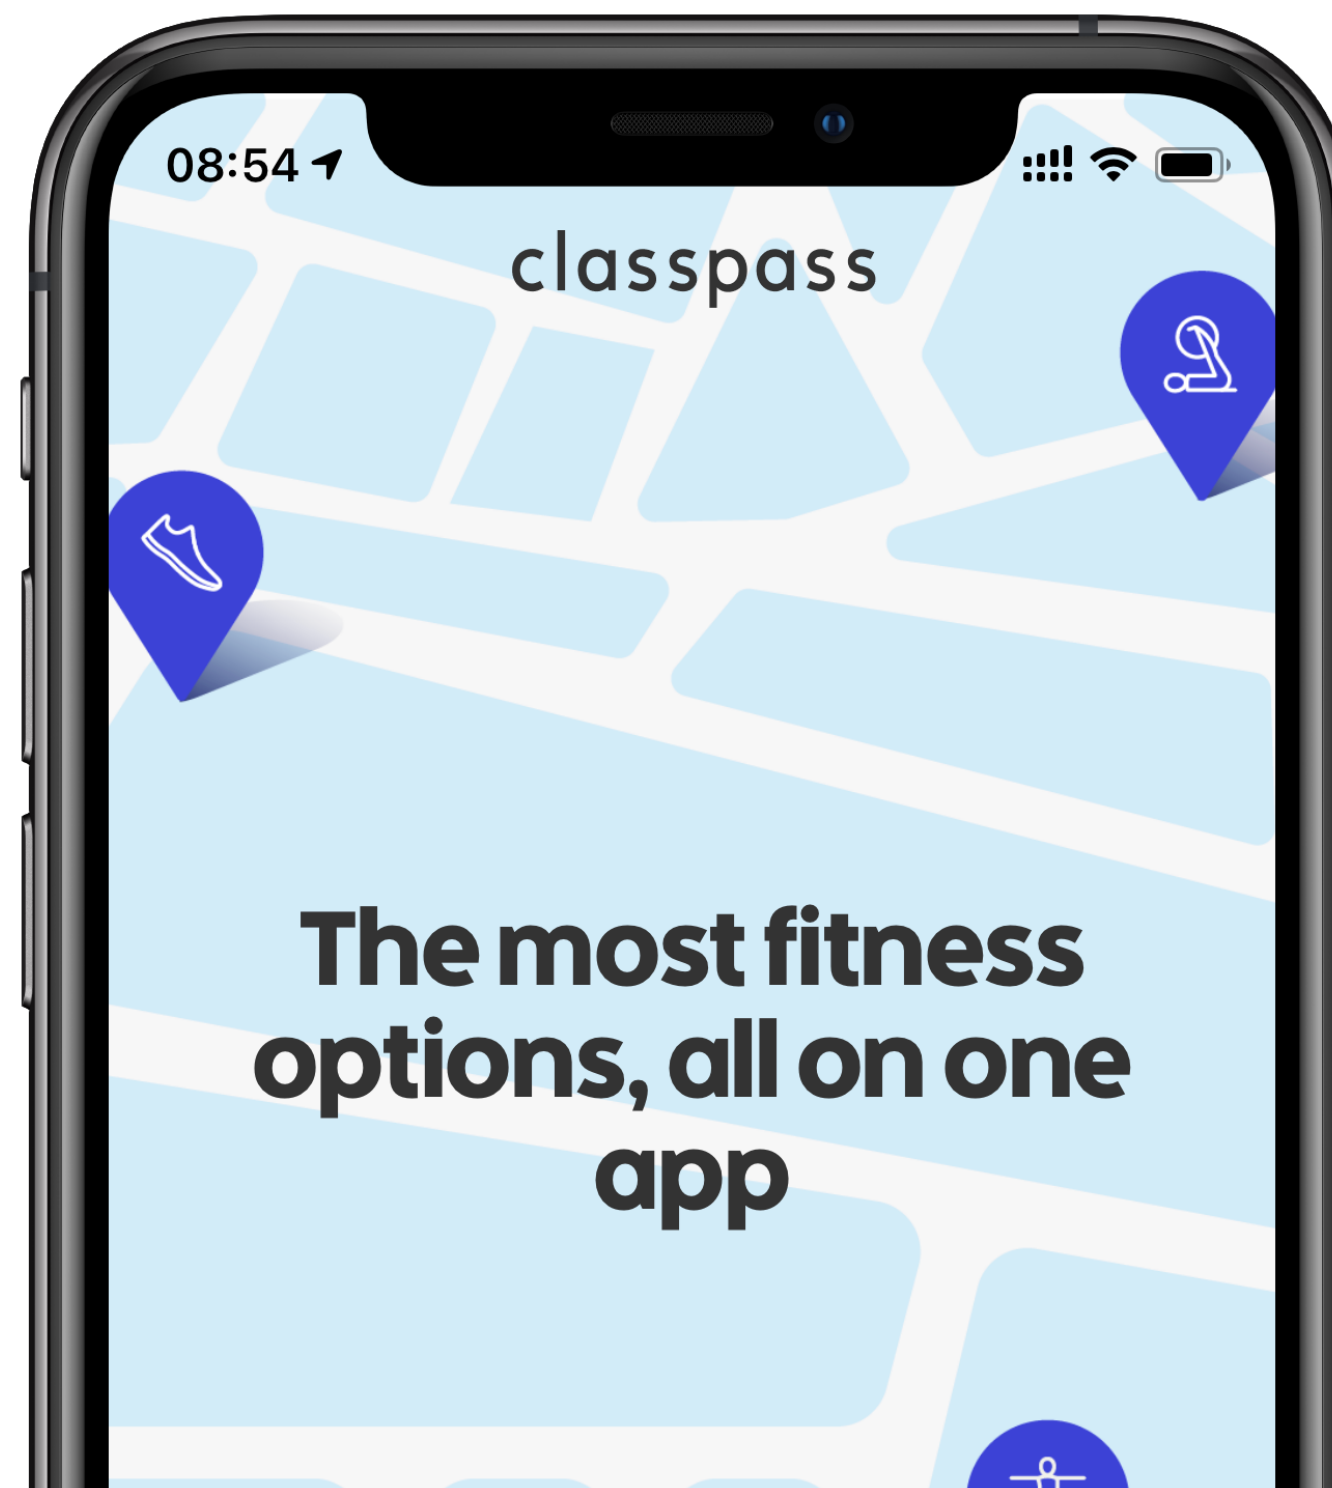 08:54
classpass
The most fitness
options, all on one
app